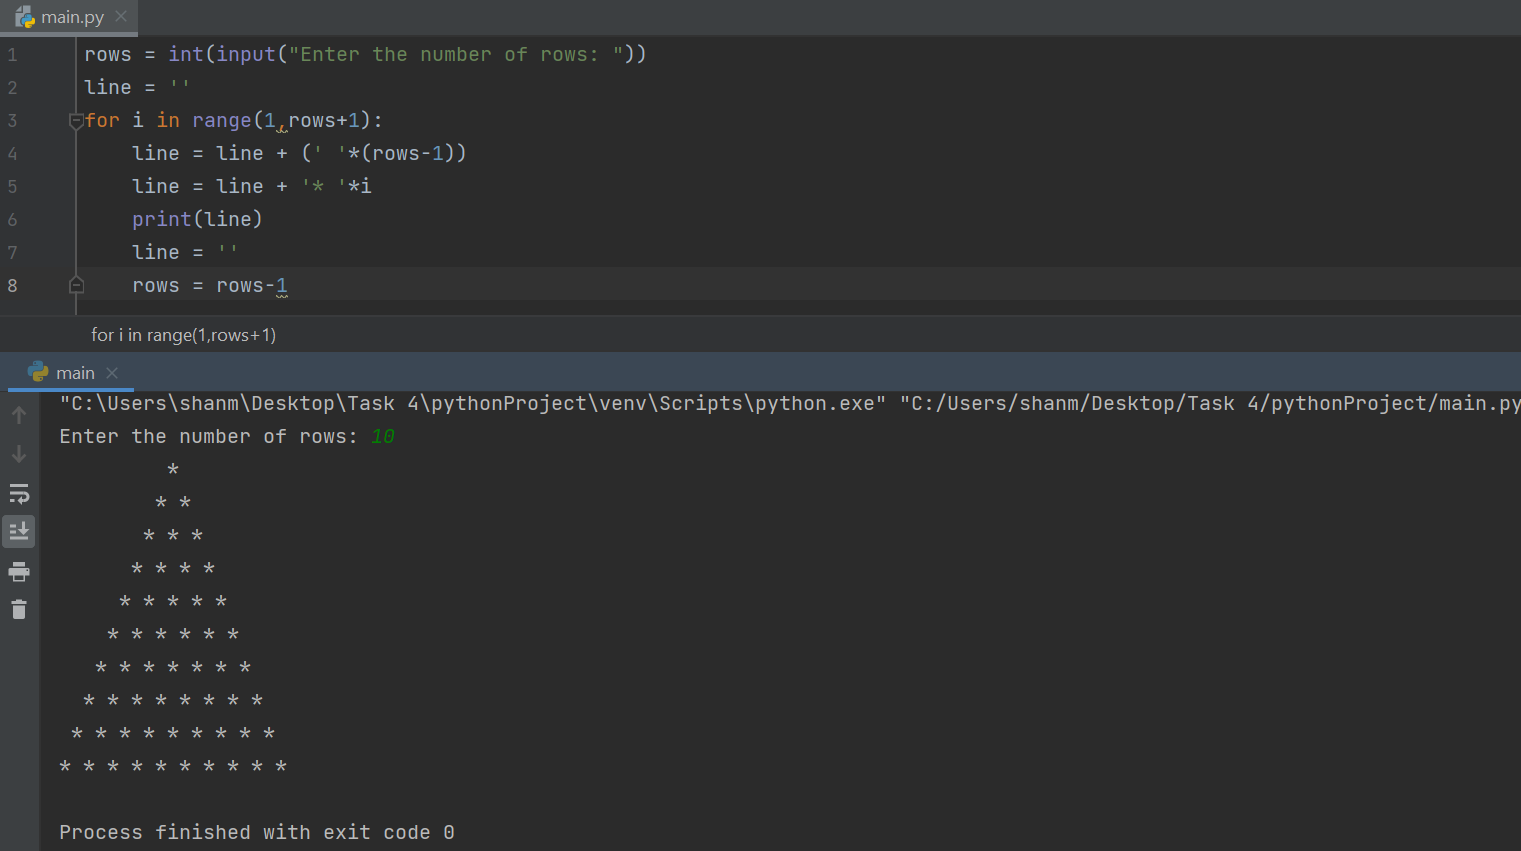 main.py
1 rows = int(input("Enter the number of rows: "))
2 line = ''
3 for i in range(1,rows+1):
4     line = line + (' '*(rows-1))
5     line = line + '* '*i
6     print(line)
7     line = ''
8     rows = rows-1
for i in range(1,rows+1)
main
"C:\Users\shanm\Desktop\Task 4\pythonProject\venv\Scripts\python.exe" "C:/Users/shanm/Desktop/Task 4/pythonProject/main.py
Enter the number of rows: 10
         *
        * *
       * * *
      * * * *
     * * * * *
    * * * * * *
   * * * * * * *
  * * * * * * * *
 * * * * * * * * *
* * * * * * * * * *
Process finished with exit code 0